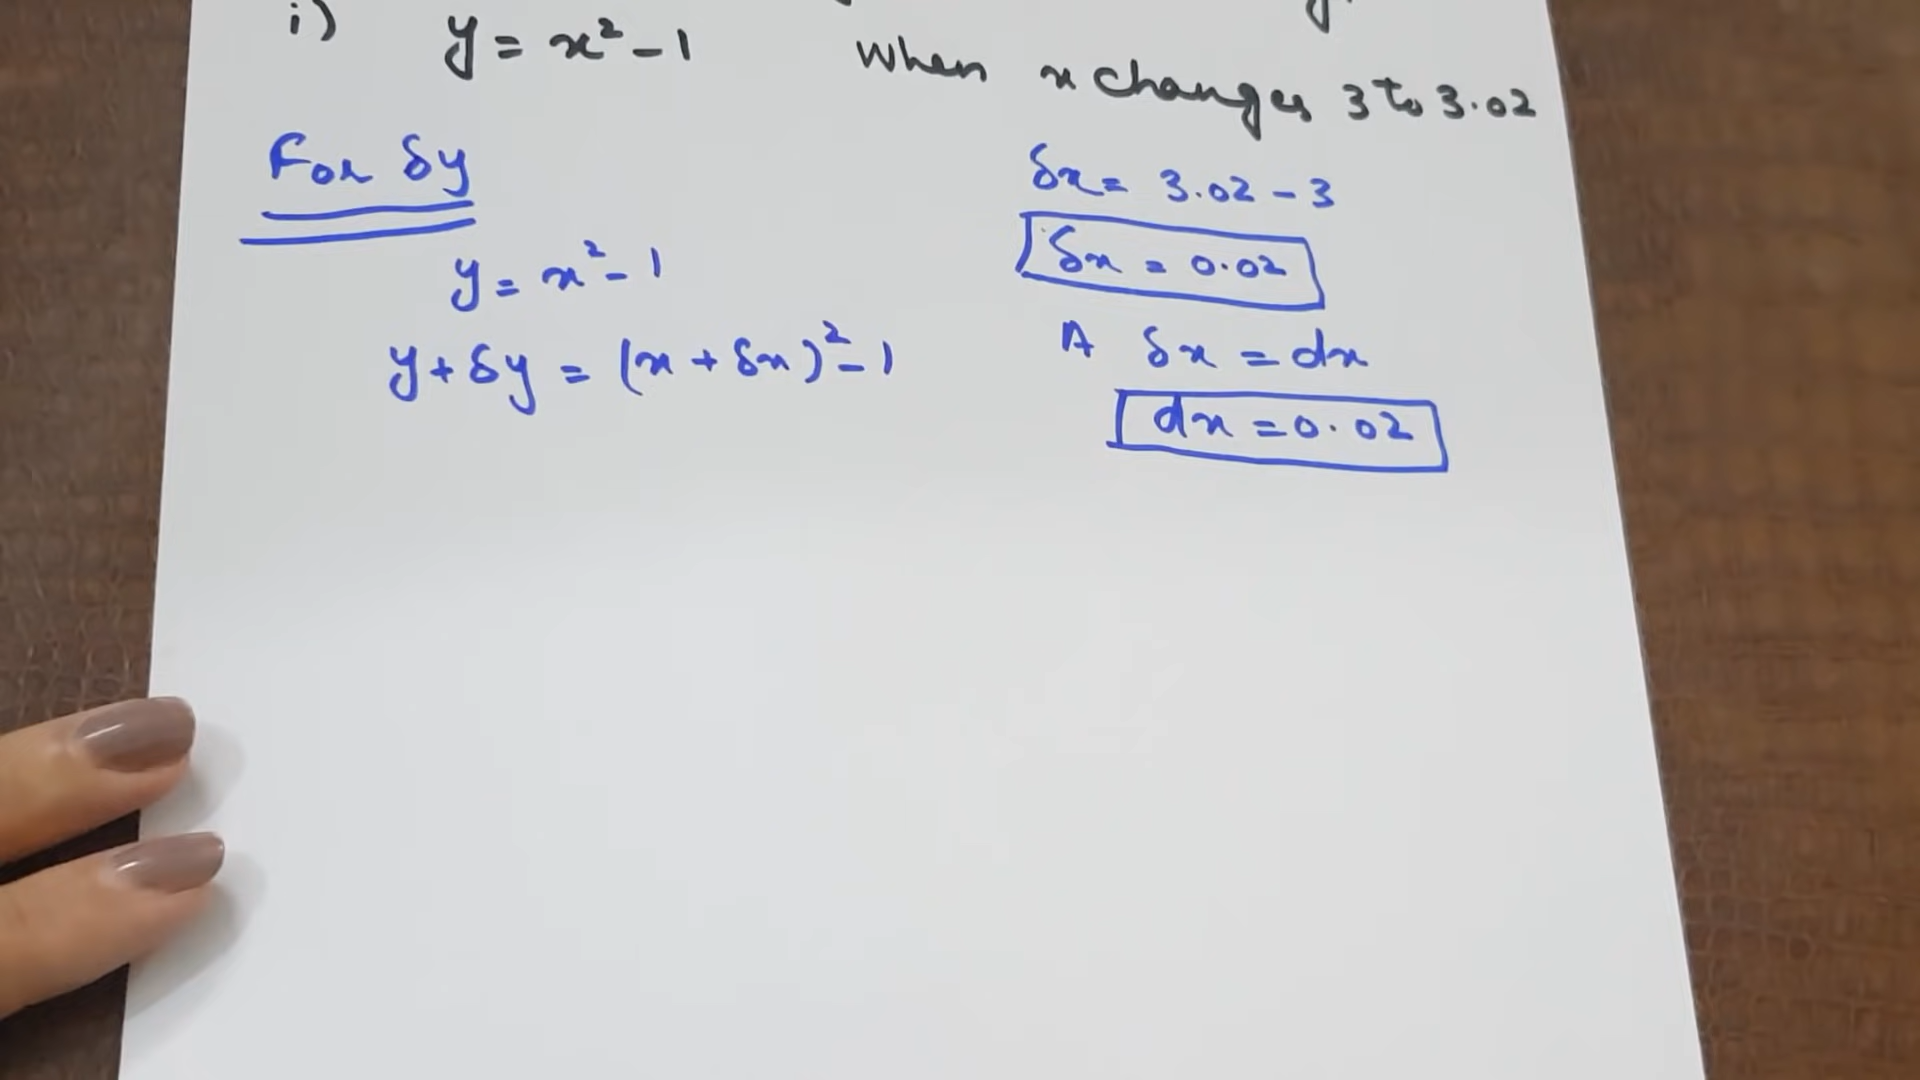 i) y = x² - 1 When x changes 3 to 3.02
For δy
y = x² - 1
y + δy = (x + δx)² - 1
δx = 3.02 - 3
δx = 0.02
A δx = dx
dx = 0.02